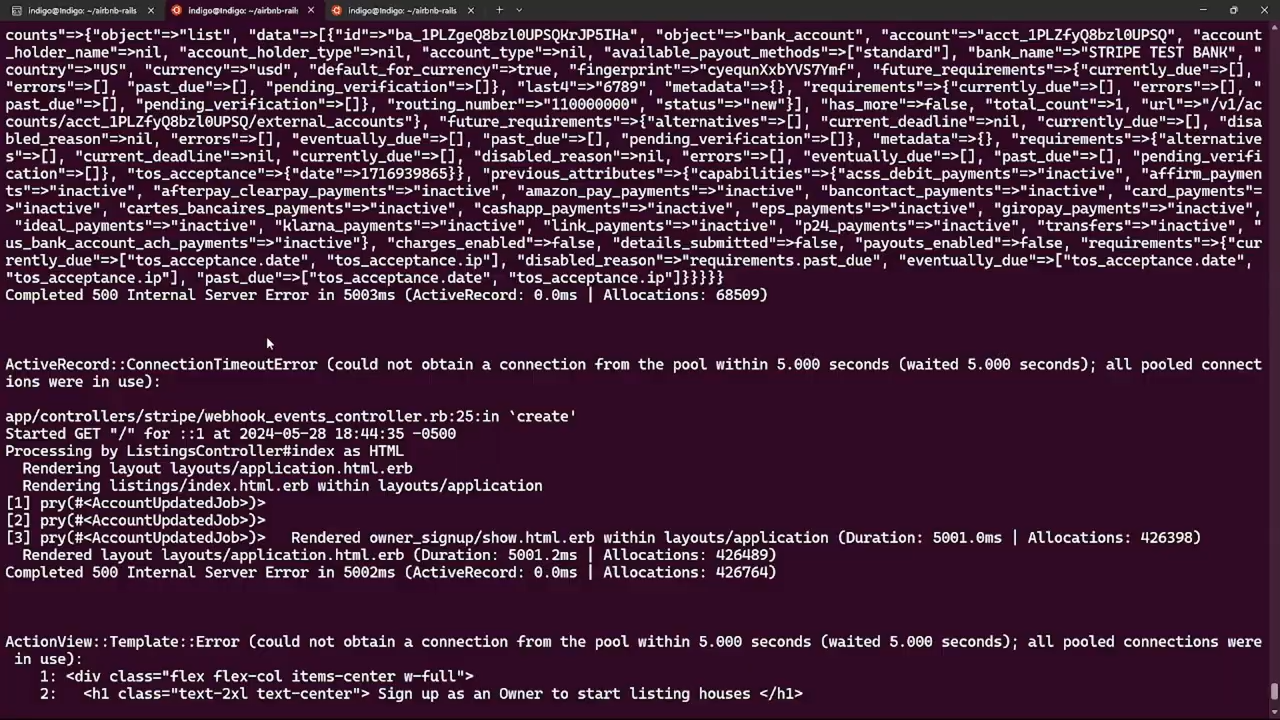 indigo@Indigo: ~/airbnb-rails indigo@Indigo: ~/airbnb-rails indigo@Indigo: ~/airbnb-rails
counts"=>{"object"=>"list", "data"=>[{"id"=>"ba_1PLZgeQ8bzl0UPSQKrJP5IHa", "object"=>"bank_account", "account"=>"acct_1PLZfyQ8bzl0UPSQ", "account
_holder_name"=>nil, "account_holder_type"=>nil, "account_type"=>nil, "available_payout_methods"=>["standard"], "bank_name"=>"STRIPE TEST BANK", "
country"=>"US", "currency"=>"usd", "default_for_currency"=>true, "fingerprint"=>"cyequnXxbYVS7Ymf", "future_requirements"=>{"currently_due"=>[],
"errors"=>[], "past_due"=>[], "pending_verification"=>[]}, "last4"=>"6789", "metadata"=>{}, "requirements"=>{"currently_due"=>[], "errors"=>[], "
past_due"=>[], "pending_verification"=>[]}, "routing_number"=>"110000000", "status"=>"new"}], "has_more"=>false, "total_count"=>1, "url"=>"/v1/ac
counts/acct_1PLZfyQ8bzl0UPSQ/external_accounts"}, "future_requirements"=>{"alternatives"=>[], "current_deadline"=>nil, "currently_due"=>[], "disa
bled_reason"=>nil, "errors"=>[], "eventually_due"=>[], "past_due"=>[], "pending_verification"=>[]}, "metadata"=>{}, "requirements"=>{"alternative
s"=>[], "current_deadline"=>nil, "currently_due"=>[], "disabled_reason"=>nil, "errors"=>[], "eventually_due"=>[], "past_due"=>[], "pending_verifi
cation"=>[]}, "tos_acceptance"=>{"date"=>1716939865}}, "previous_attributes"=>{"capabilities"=>{"acss_debit_payments"=>"inactive", "affirm_paymen
ts"=>"inactive", "afterpay_clearpay_payments"=>"inactive", "amazon_pay_payments"=>"inactive", "bancontact_payments"=>"inactive", "card_payments"=
>"inactive", "cartes_bancaires_payments"=>"inactive", "cashapp_payments"=>"inactive", "eps_payments"=>"inactive", "giropay_payments"=>"inactive",
"ideal_payments"=>"inactive", "klarna_payments"=>"inactive", "link_payments"=>"inactive", "p24_payments"=>"inactive", "transfers"=>"inactive", "
us_bank_account_ach_payments"=>"inactive"}, "charges_enabled"=>false, "details_submitted"=>false, "payouts_enabled"=>false, "requirements"=>{"cur
rently_due"=>["tos_acceptance.date", "tos_acceptance.ip"], "disabled_reason"=>"requirements.past_due", "eventually_due"=>["tos_acceptance.date",
"tos_acceptance.ip"], "past_due"=>["tos_acceptance.date", "tos_acceptance.ip"]}}}}}}
Completed 500 Internal Server Error in 5003ms (ActiveRecord: 0.0ms | Allocations: 68509)
ActiveRecord::ConnectionTimeoutError (could not obtain a connection from the pool within 5.000 seconds (waited 5.000 seconds); all pooled connect
ions were in use):
app/controllers/stripe/webhook_events_controller.rb:25:in `create'
Started GET "/" for ::1 at 2024-05-28 18:44:35 -0500
Processing by ListingsController#index as HTML
Rendering layout layouts/application.html.erb
Rendering listings/index.html.erb within layouts/application
[1] pry(#<AccountUpdatedJob>)>
[2] pry(#<AccountUpdatedJob>)>
[3] pry(#<AccountUpdatedJob>)> Rendered owner_signup/show.html.erb within layouts/application (Duration: 5001.0ms | Allocations: 426398)
Rendered layout layouts/application.html.erb (Duration: 5001.2ms | Allocations: 426489)
Completed 500 Internal Server Error in 5002ms (ActiveRecord: 0.0ms | Allocations: 426764)
ActionView::Template::Error (could not obtain a connection from the pool within 5.000 seconds (waited 5.000 seconds); all pooled connections were
in use):
1: <div class="flex flex-col items-center w-full">
2: <h1 class="text-2xl text-center"> Sign up as an Owner to start listing houses </h1>